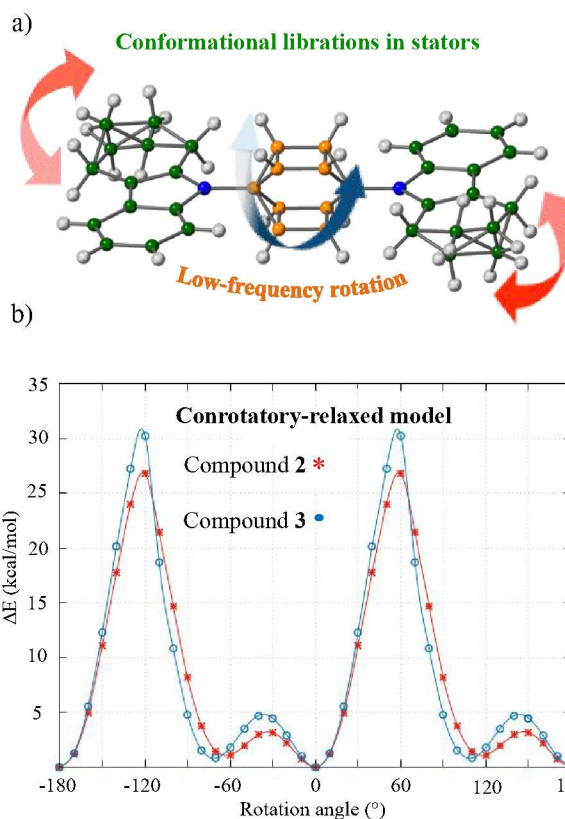 a)
Conformational librations in stators
Low-frequency rotation
b)
35
30
25
20
15
10
5
0
ΔE (kcal/mol)
Conrotatory-relaxed model
Compound 2 *
Compound 3 •
-180 -120 -60 0 60 120
Rotation angle (°)